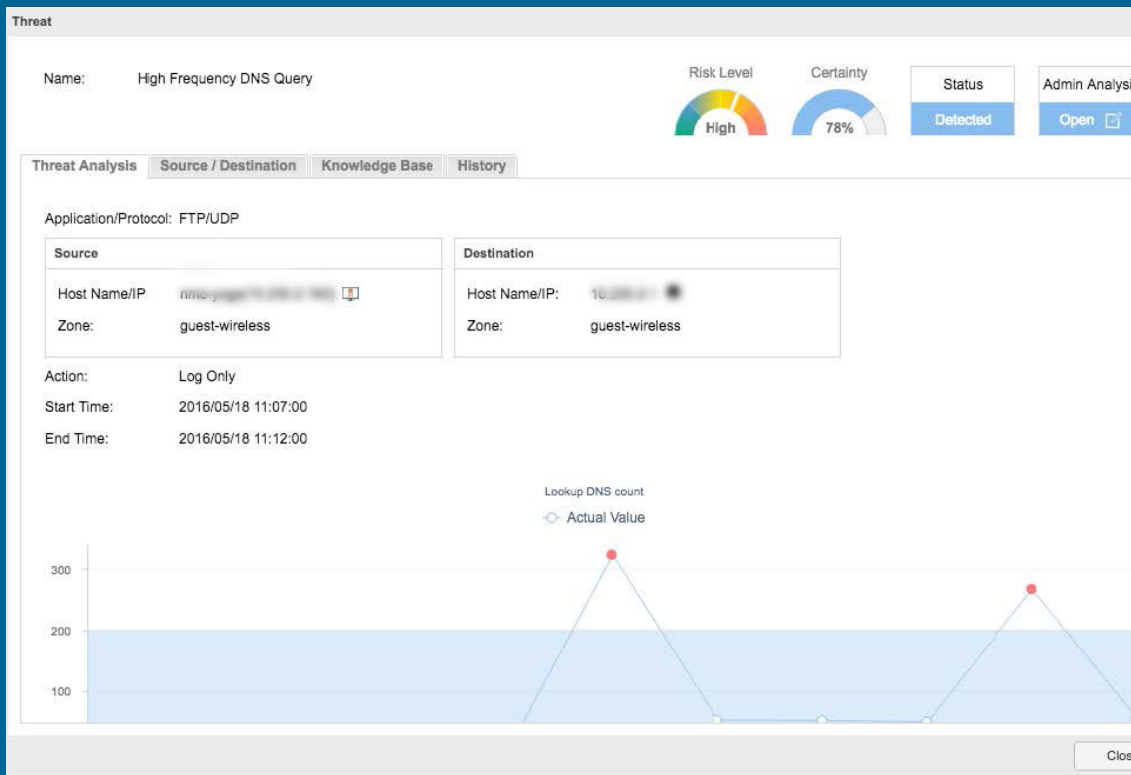 Threat
Name: High Frequency DNS Query
Risk Level
High
Certainty
78%
Status
Detected
Admin Analysi
Open
Threat Analysis Source / Destination Knowledge Base History
Application/Protocol: FTP/UDP
Source
Host Name/IP
Zone: guest-wireless
Destination
Host Name/IP:
Zone: guest-wireless
Action: Log Only
Start Time: 2016/05/18 11:07:00
End Time: 2016/05/18 11:12:00
Lookup DNS count
Actual Value
300
200
100
Clos